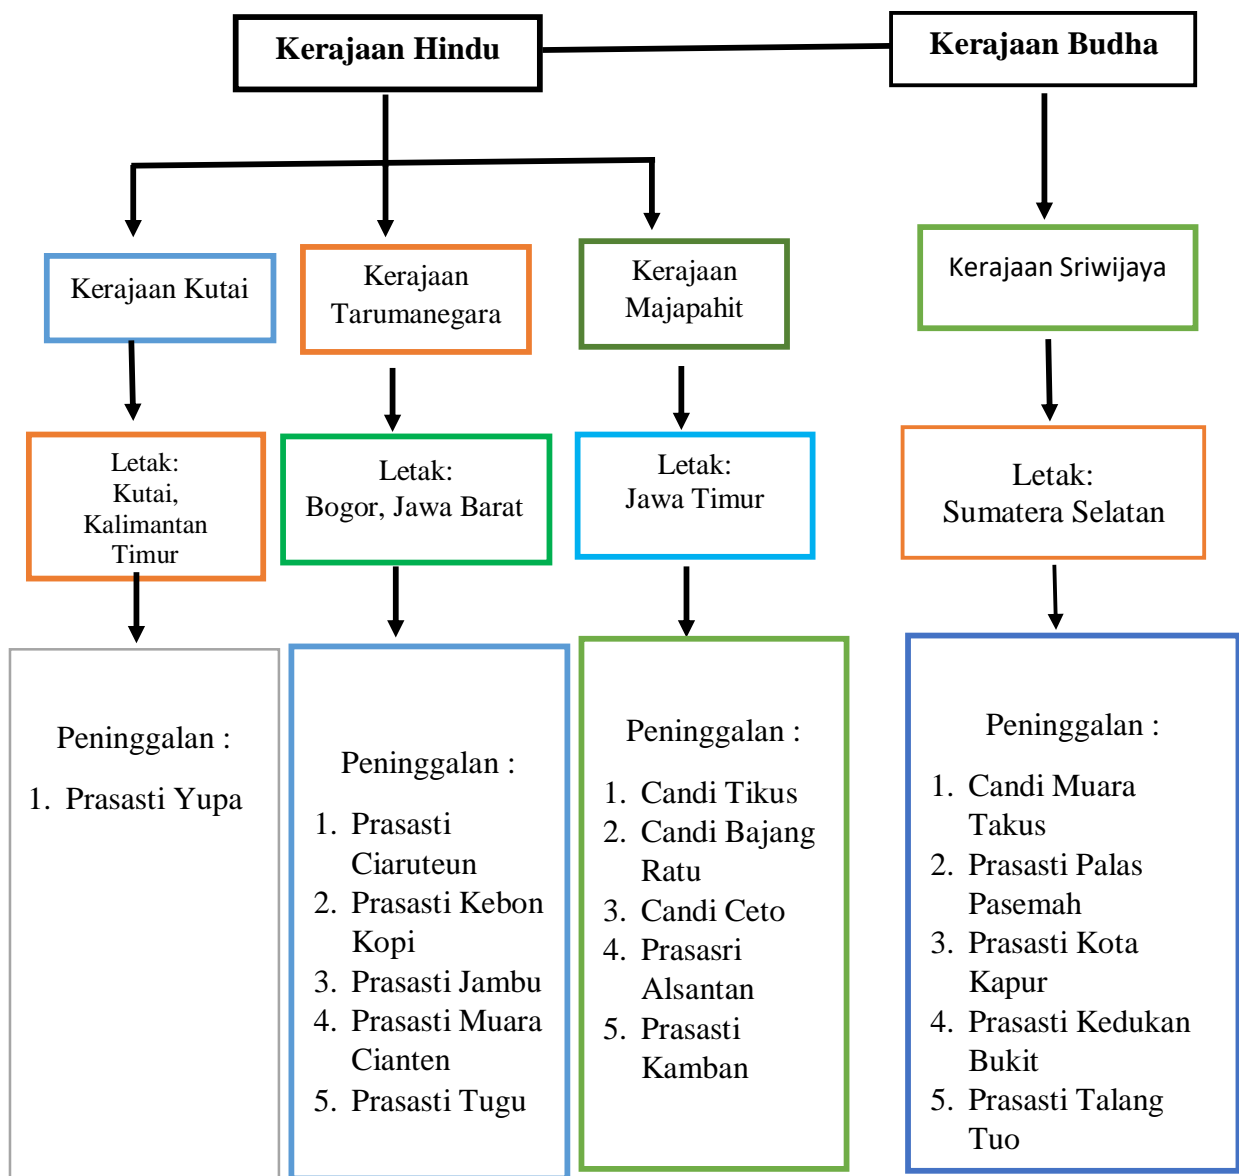 Kerajaan Hindu
Kerajaan Budha
Kerajaan Kutai
Kerajaan
Tarumanegara
Kerajaan
Majapahit
Kerajaan Sriwijaya
Letak:
Kutai,
Kalimantan
Timur
Letak:
Bogor, Jawa Barat
Letak:
Jawa Timur
Letak:
Sumatera Selatan
Peninggalan :
1. Prasasti Yupa
Peninggalan :
1. Prasasti
Ciaruteun
2. Prasasti Kebon
Kopi
3. Prasasti Jambu
4. Prasasti Muara
Cianten
5. Prasasti Tugu
Peninggalan :
1. Candi Tikus
2. Candi Bajang
Ratu
3. Candi Ceto
4. Prasasri
Alsantan
5. Prasasti
Kamban
Peninggalan :
1. Candi Muara
Takus
2. Prasasti Palas
Pasemah
3. Prasasti Kota
Kapur
4. Prasasti Kedukan
Bukit
5. Prasasti Talang
Tuo